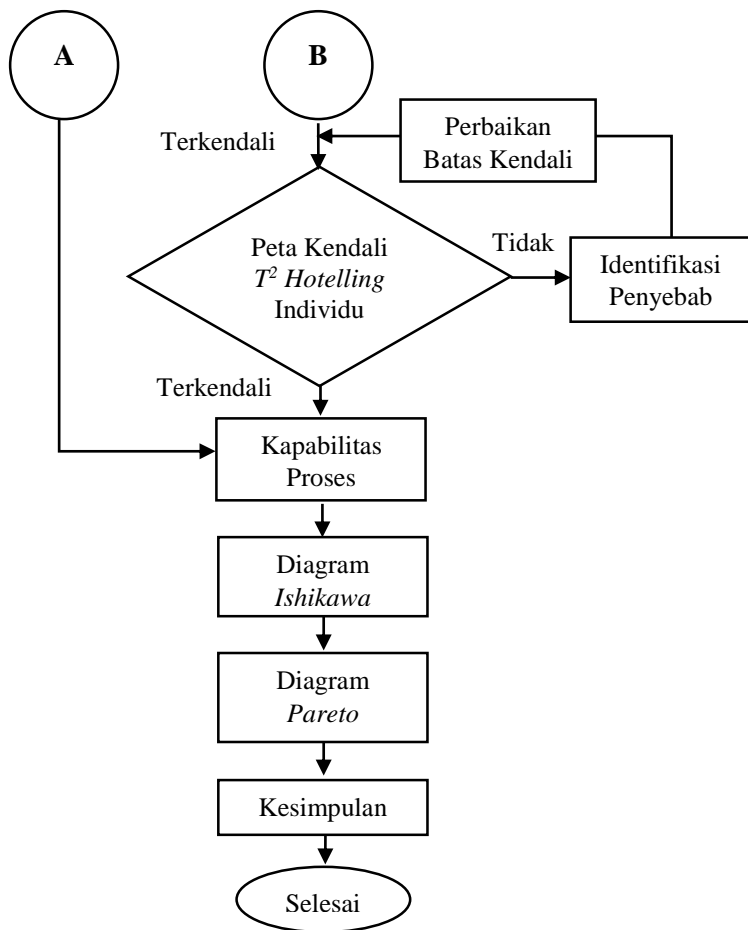 A
B
Terkendali
Perbaikan
Batas Kendali
Peta Kendali
T² Hotelling
Individu
Tidak
Identifikasi
Penyebab
Terkendali
Kapabilitas
Proses
Diagram
Ishikawa
Diagram
Pareto
Kesimpulan
Selesai